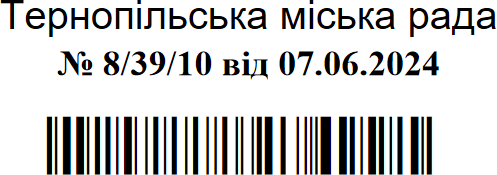 Тернопільська міська рада
№ 8/39/10 від 07.06.2024